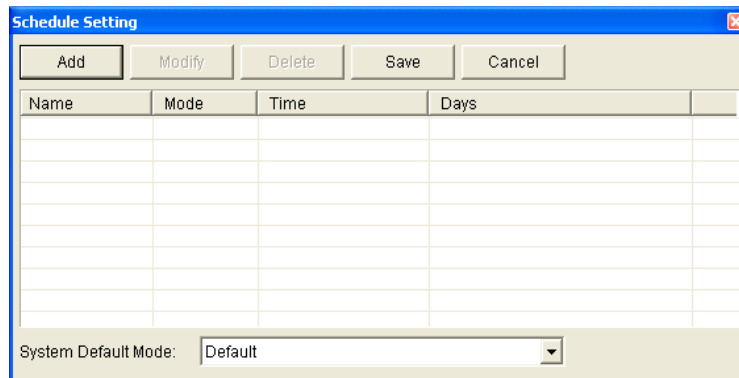 Schedule Setting
Add Modify Delete Save Cancel
Name Mode Time Days
System Default Mode: Default